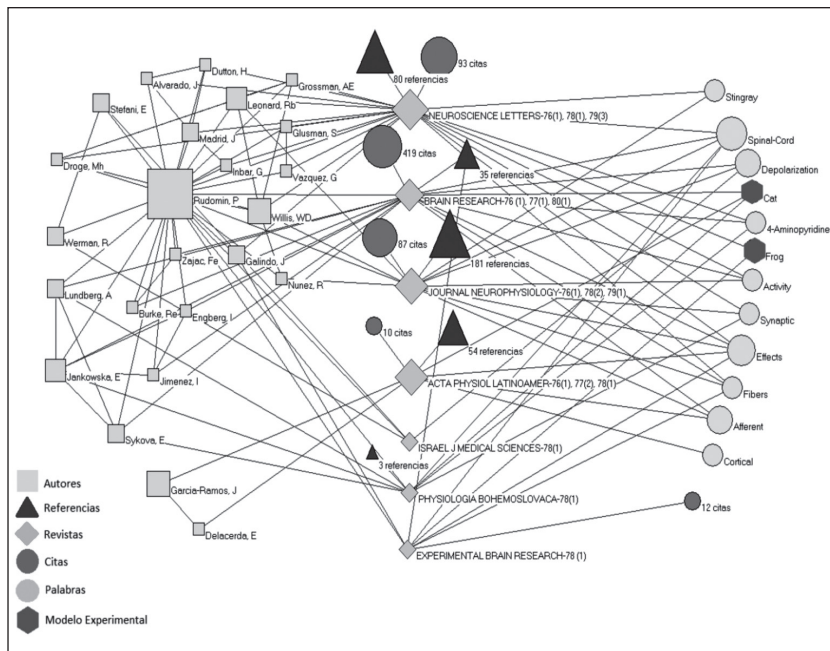 Dutton, H
Alvarado, J
Grossman, AE
Stefani, E
Leonard, Rb
Madrid, J
Glusman, S
Droge, Mh
Inbar, G
Vazquez, G
Rudomin, P
Willis, WD
Werman, R
Zajac, Fe
Galindo, J
Nunez, R
Lundberg, A
Burke, Re
Engberg, I
Jankowska, E
Jimenez, I
Sykova, E
Garcia-Ramos, J
Delacerda, E
80 referencias
93 citas
NEUROSCIENCE LETTERS-76(1), 78(1), 79(3)
419 citas
35 referencias
BRAIN RESEARCH-76 (1), 77(1), 80(1)
87 citas
181 referencias
JOURNAL NEUROPHYSIOLOGY-76(1), 78(2), 79(1)
10 citas
54 referencias
ACTA PHYSIOL LATINOAMER-76(1), 77(2), 78(1)
ISRAEL J MEDICAL SCIENCES-78(1)
3 referencias
PHYSIOLOGIA BOHEMOSLOVACA-78(1)
12 citas
EXPERIMENTAL BRAIN RESEARCH-78 (1)
Stingray
Spinal-Cord
Depolarization
Cat
4-Aminopyridine
Frog
Activity
Synaptic
Effects
Fibers
Afferent
Cortical
Autores
Referencias
Revistas
Citas
Palabras
Modelo Experimental